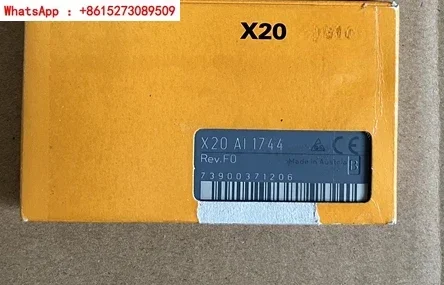 WhatsApp : +8615273089509
X20
X20 AI 1744
Rev.F0
Made in Austria
73900371206